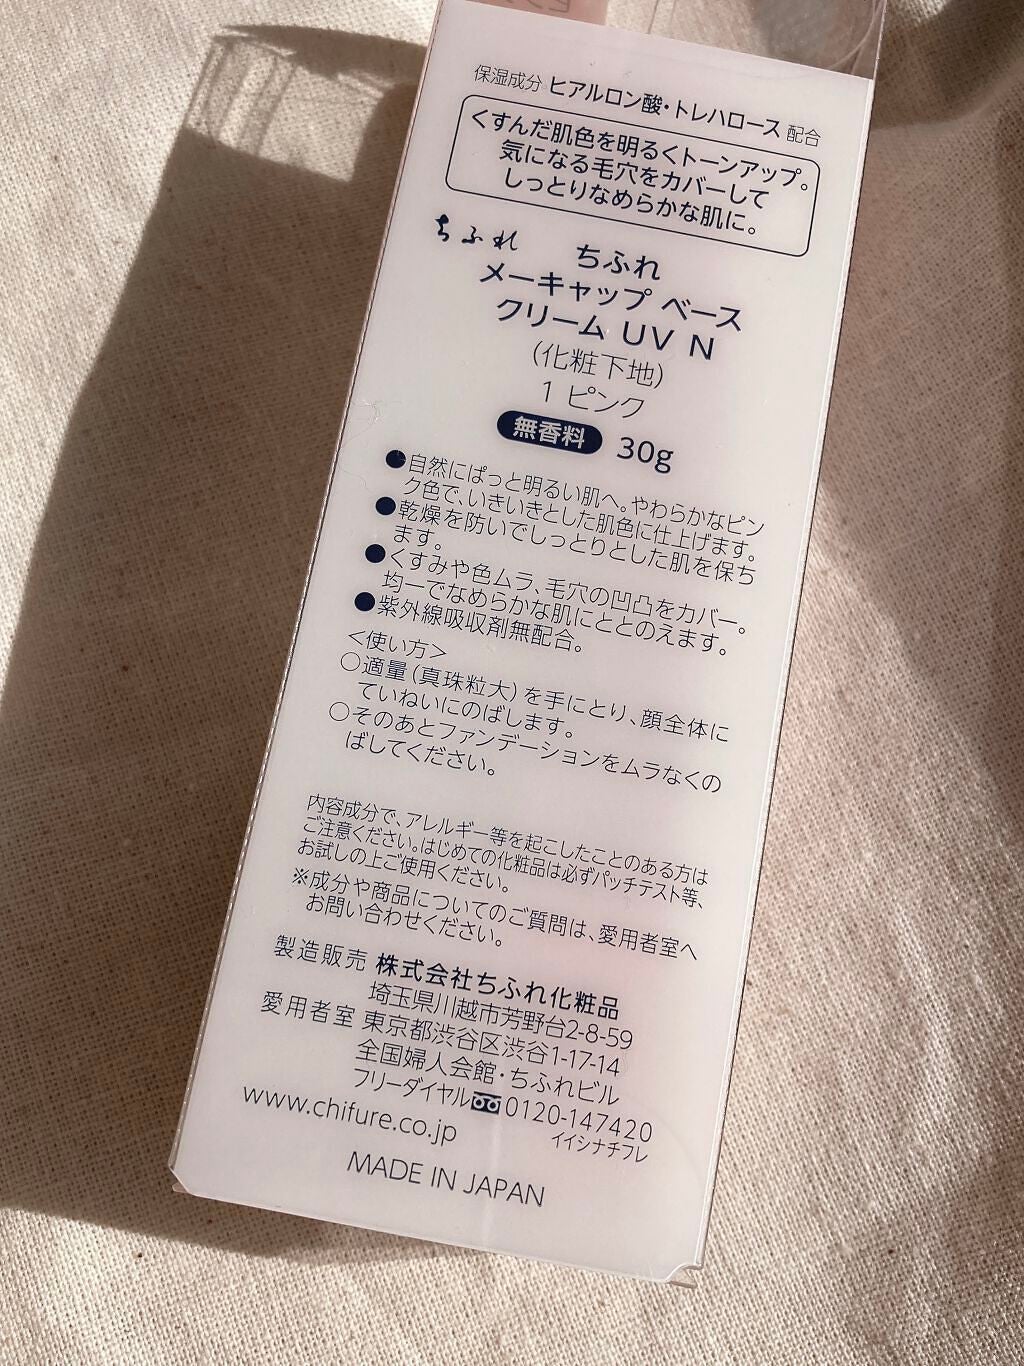 保湿成分 ヒアルロン酸・トレハロース 配合
くすんだ肌色を明るくトーンアップ。
気になる毛穴をカバーして
しっとりなめらかな肌に。
ちふれ ちふれ
メーキャップ ベース
クリーム UV N
(化粧下地)
1 ピンク
無香料 30g
●自然にぱっと明るい肌へ。やわらかなピン
ク色で、いきいきとした肌色に仕上げます。
●乾燥を防いでしっとりとした肌を保ち
ます。
●くすみや色ムラ、毛穴の凹凸をカバー。
均一でなめらかな肌にととのえます。
●紫外線吸収剤無配合。
<使い方>
○適量(真珠粒大)を手にとり、顔全体に
ていねいにのばします。
○そのあとファンデーションをムラなくの
ばしてください。
内容成分で、アレルギー等を起こしたことのある方は
ご注意ください。はじめての化粧品は必ずパッチテスト等、
お試しの上ご使用ください。
※成分や商品についてのご質問は、愛用者室へ
お問い合わせください。
製造販売 株式会社ちふれ化粧品
埼玉県川越市芳野台2-8-59
愛用者室 東京都渋谷区渋谷1-17-14
全国婦人会館・ちふれビル
フリーダイヤル 0120-147420
イイシナチフレ
www.chifure.co.jp
MADE IN JAPAN